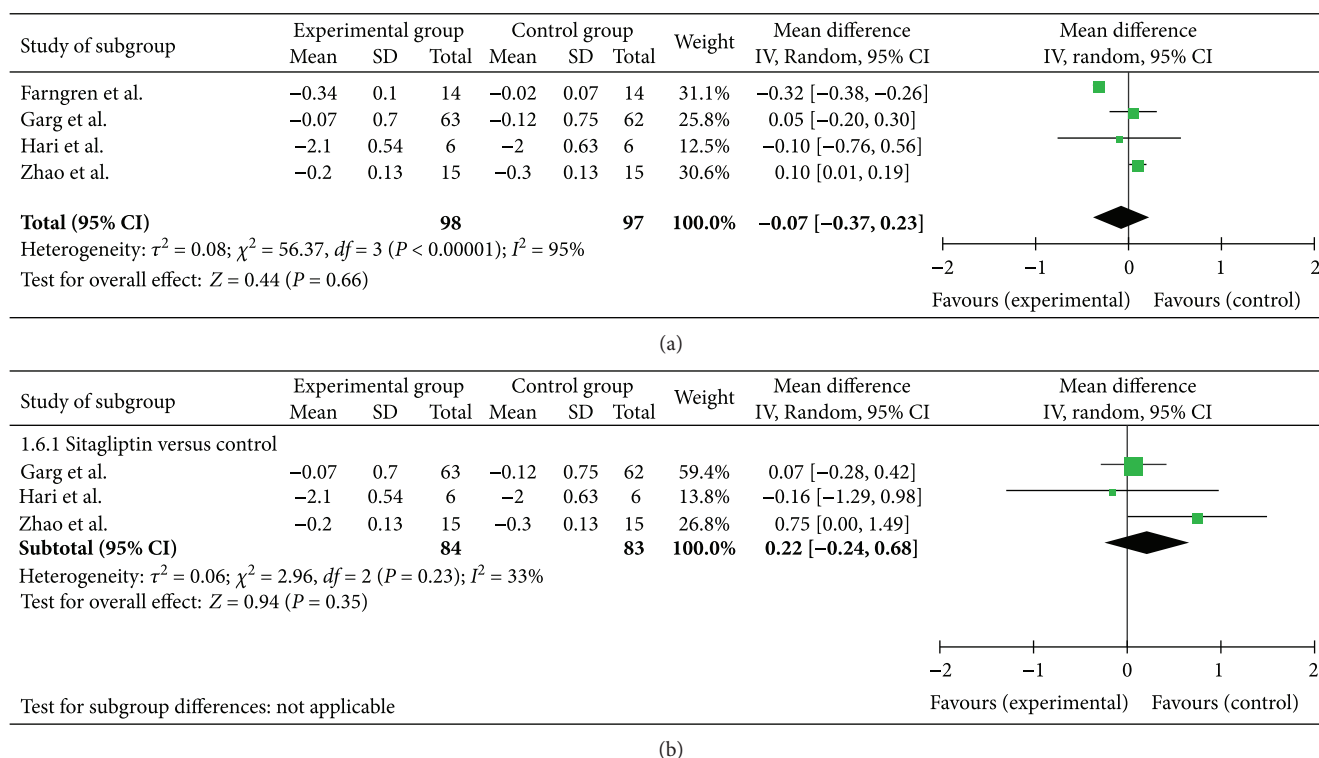 Study of subgroup Experimental group Control group Weight Mean difference Mean difference
Mean SD Total Mean SD Total IV, Random, 95% CI IV, random, 95% CI
Farngren et al. −0.34 0.1 14 −0.02 0.07 14 31.1% −0.32 [−0.38, −0.26]
Garg et al. −0.07 0.7 63 −0.12 0.75 62 25.8% 0.05 [−0.20, 0.30]
Hari et al. −2.1 0.54 6 −2 0.63 6 12.5% −0.10 [−0.76, 0.56]
Zhao et al. −0.2 0.13 15 −0.3 0.13 15 30.6% 0.10 [0.01, 0.19]
Total (95% CI) 98 97 100.0% −0.07 [−0.37, 0.23]
Heterogeneity: τ² = 0.08; χ² = 56.37, df = 3 (P < 0.00001); I² = 95%
Test for overall effect: Z = 0.44 (P = 0.66)
−2 −1 0 1 2
Favours (experimental) Favours (control)
(a)
Study of subgroup Experimental group Control group Weight Mean difference Mean difference
Mean SD Total Mean SD Total IV, Random, 95% CI IV, random, 95% CI
1.6.1 Sitagliptin versus control
Garg et al. −0.07 0.7 63 −0.12 0.75 62 59.4% 0.07 [−0.28, 0.42]
Hari et al. −2.1 0.54 6 −2 0.63 6 13.8% −0.16 [−1.29, 0.98]
Zhao et al. −0.2 0.13 15 −0.3 0.13 15 26.8% 0.75 [0.00, 1.49]
Subtotal (95% CI) 84 83 100.0% 0.22 [−0.24, 0.68]
Heterogeneity: τ² = 0.06; χ² = 2.96, df = 2 (P = 0.23); I² = 33%
Test for overall effect: Z = 0.94 (P = 0.35)
−2 −1 0 1 2
Test for subgroup differences: not applicable Favours (experimental) Favours (control)
(b)